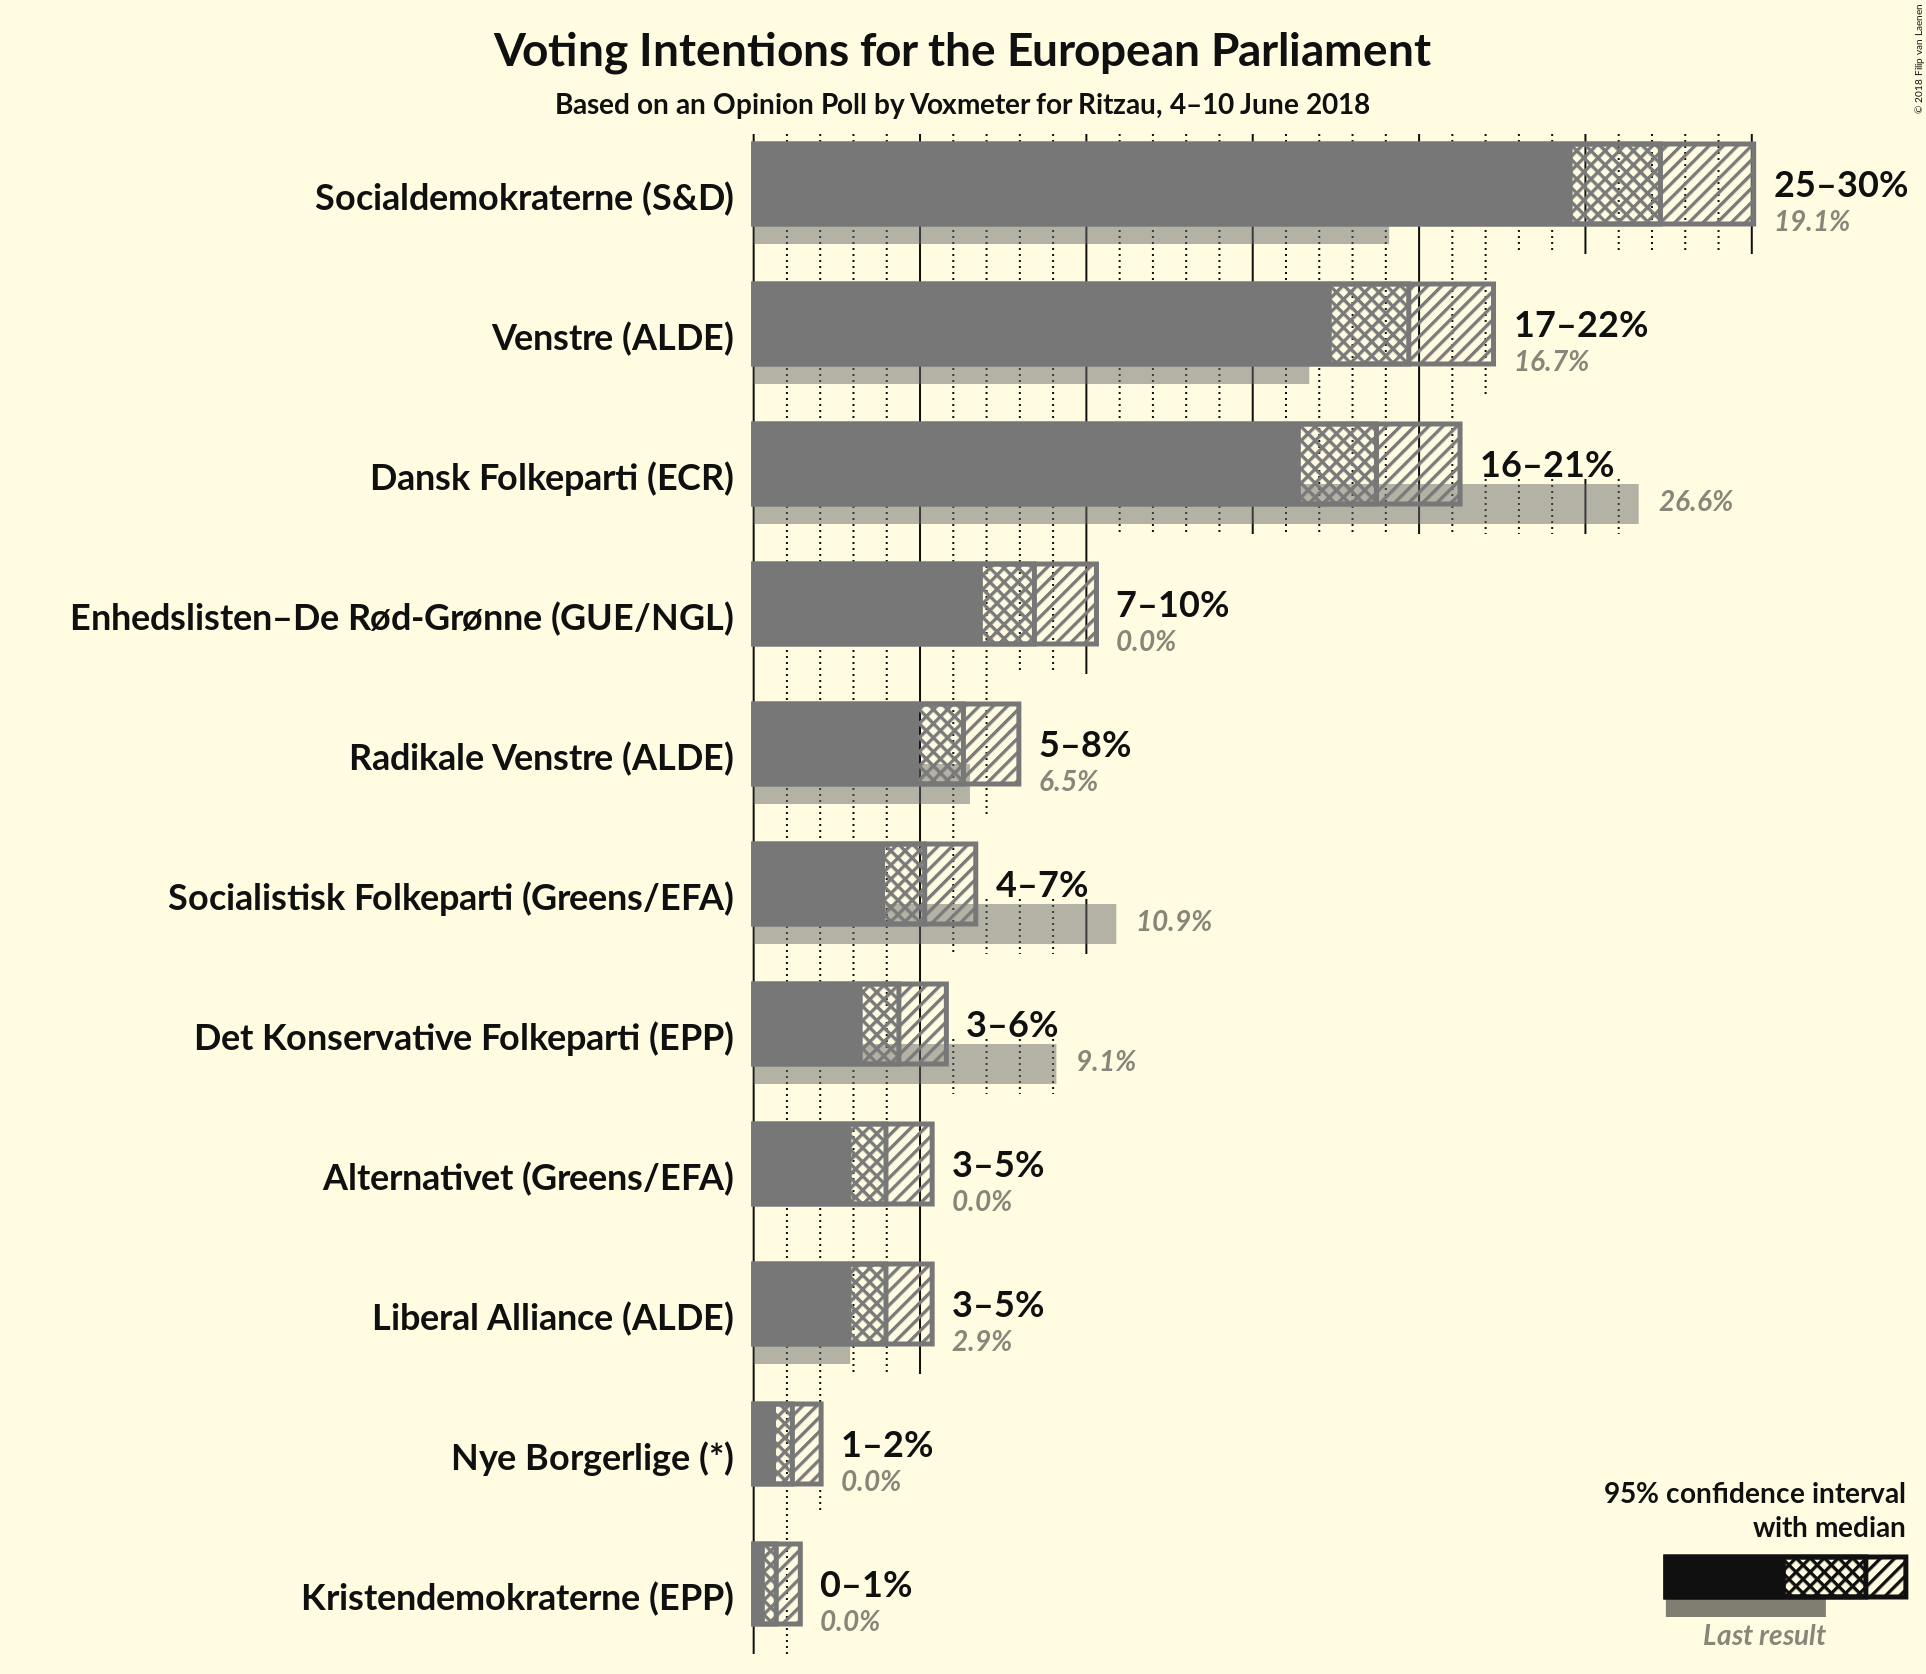 Voting Intentions for the European Parliament
Based on an Opinion Poll by Voxmeter for Ritzau, 4–10 June 2018
© 2018 Filip van Laenen
Socialdemokraterne (S&D)
25–30%
19.1%
Venstre (ALDE)
17–22%
16.7%
Dansk Folkeparti (ECR)
16–21%
26.6%
Enhedslisten–De Rød-Grønne (GUE/NGL)
7–10%
0.0%
Radikale Venstre (ALDE)
5–8%
6.5%
Socialistisk Folkeparti (Greens/EFA)
4–7%
10.9%
Det Konservative Folkeparti (EPP)
3–6%
9.1%
Alternativet (Greens/EFA)
3–5%
0.0%
Liberal Alliance (ALDE)
3–5%
2.9%
Nye Borgerlige (*)
1–2%
0.0%
Kristendemokraterne (EPP)
0–1%
0.0%
95% confidence interval
with median
Last result